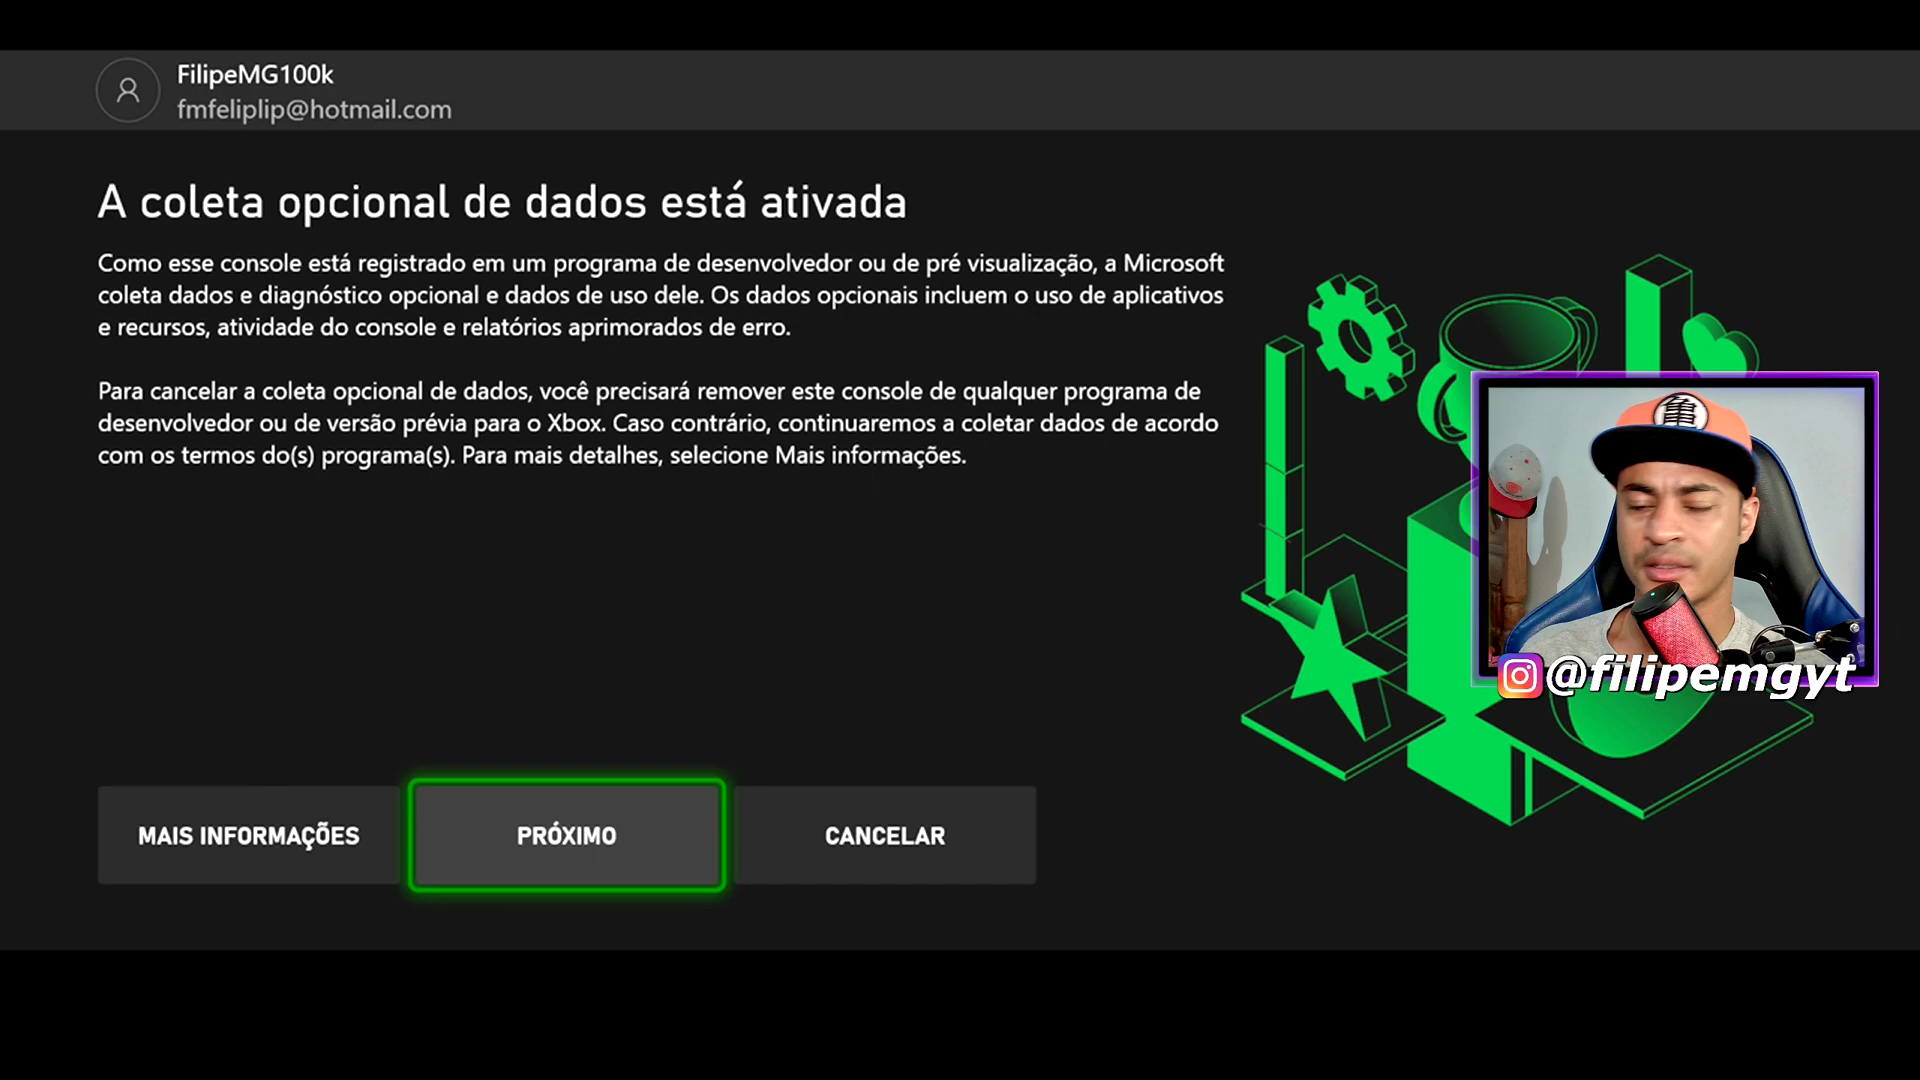 FilipeMG100k
fmfeliplip@hotmail.com
A coleta opcional de dados está ativada
Como esse console está registrado em um programa de desenvolvedor ou de pré visualização, a Microsoft
coleta dados e diagnóstico opcional e dados de uso dele. Os dados opcionais incluem o uso de aplicativos
e recursos, atividade do console e relatórios aprimorados de erro.
Para cancelar a coleta opcional de dados, você precisará remover este console de qualquer programa de
desenvolvedor ou de versão prévia para o Xbox. Caso contrário, continuaremos a coletar dados de acordo
com os termos do(s) programa(s). Para mais detalhes, selecione Mais informações.
亀
@filipemgyt
MAIS INFORMAÇÕES
PRÓXIMO
CANCELAR